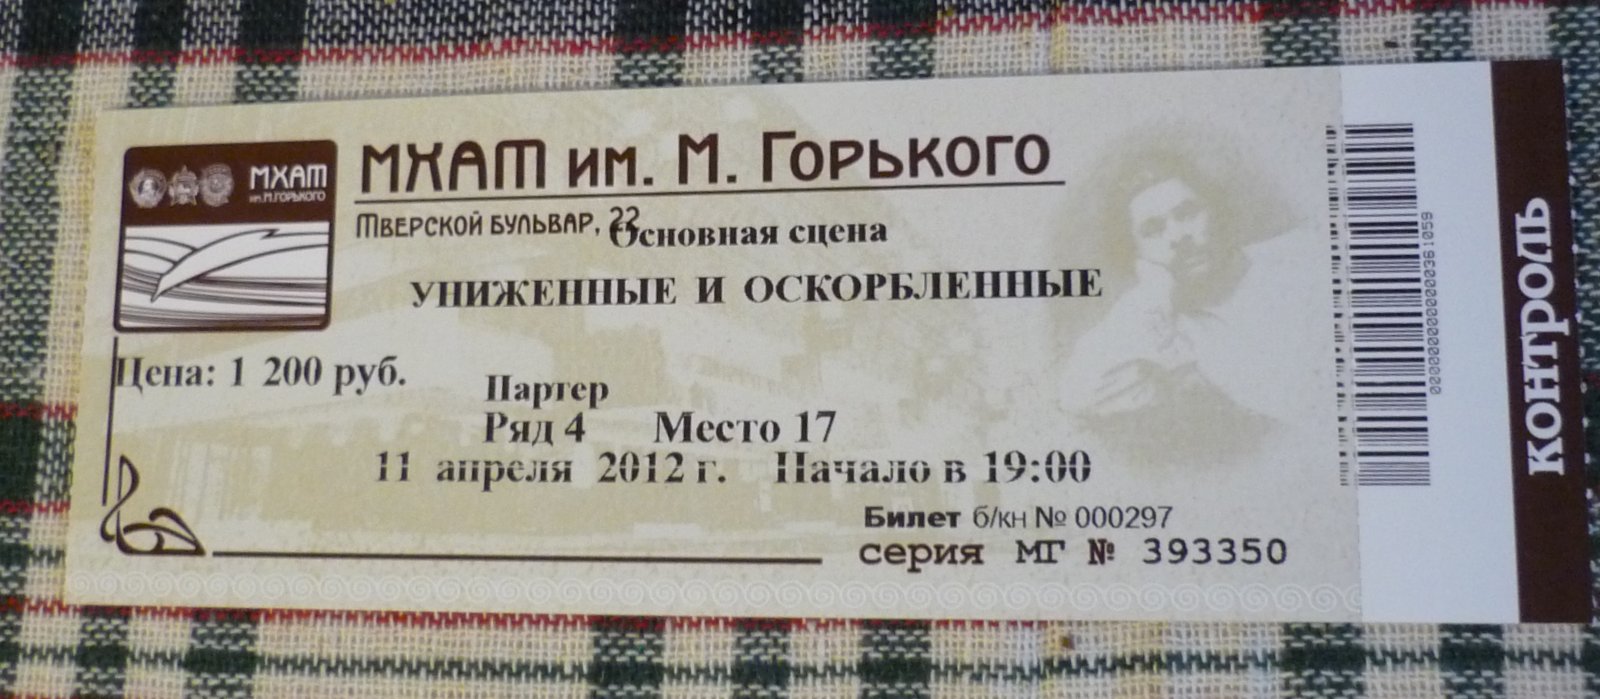 МХАТ
им. М. ГОРЬКОГО
МХАТ им. М. ГОРЬКОГО
ТВЕРСКОЙ БУЛЬВАР, 22
Основная сцена
УНИЖЕННЫЕ И ОСКОРБЛЕННЫЕ
Цена: 1 200 руб.
Партер
Ряд 4 Место 17
11 апреля 2012 г. Начало в 19:00
Билет б/кн № 000297
серия МГ № 393350
КОНТРОЛЬ